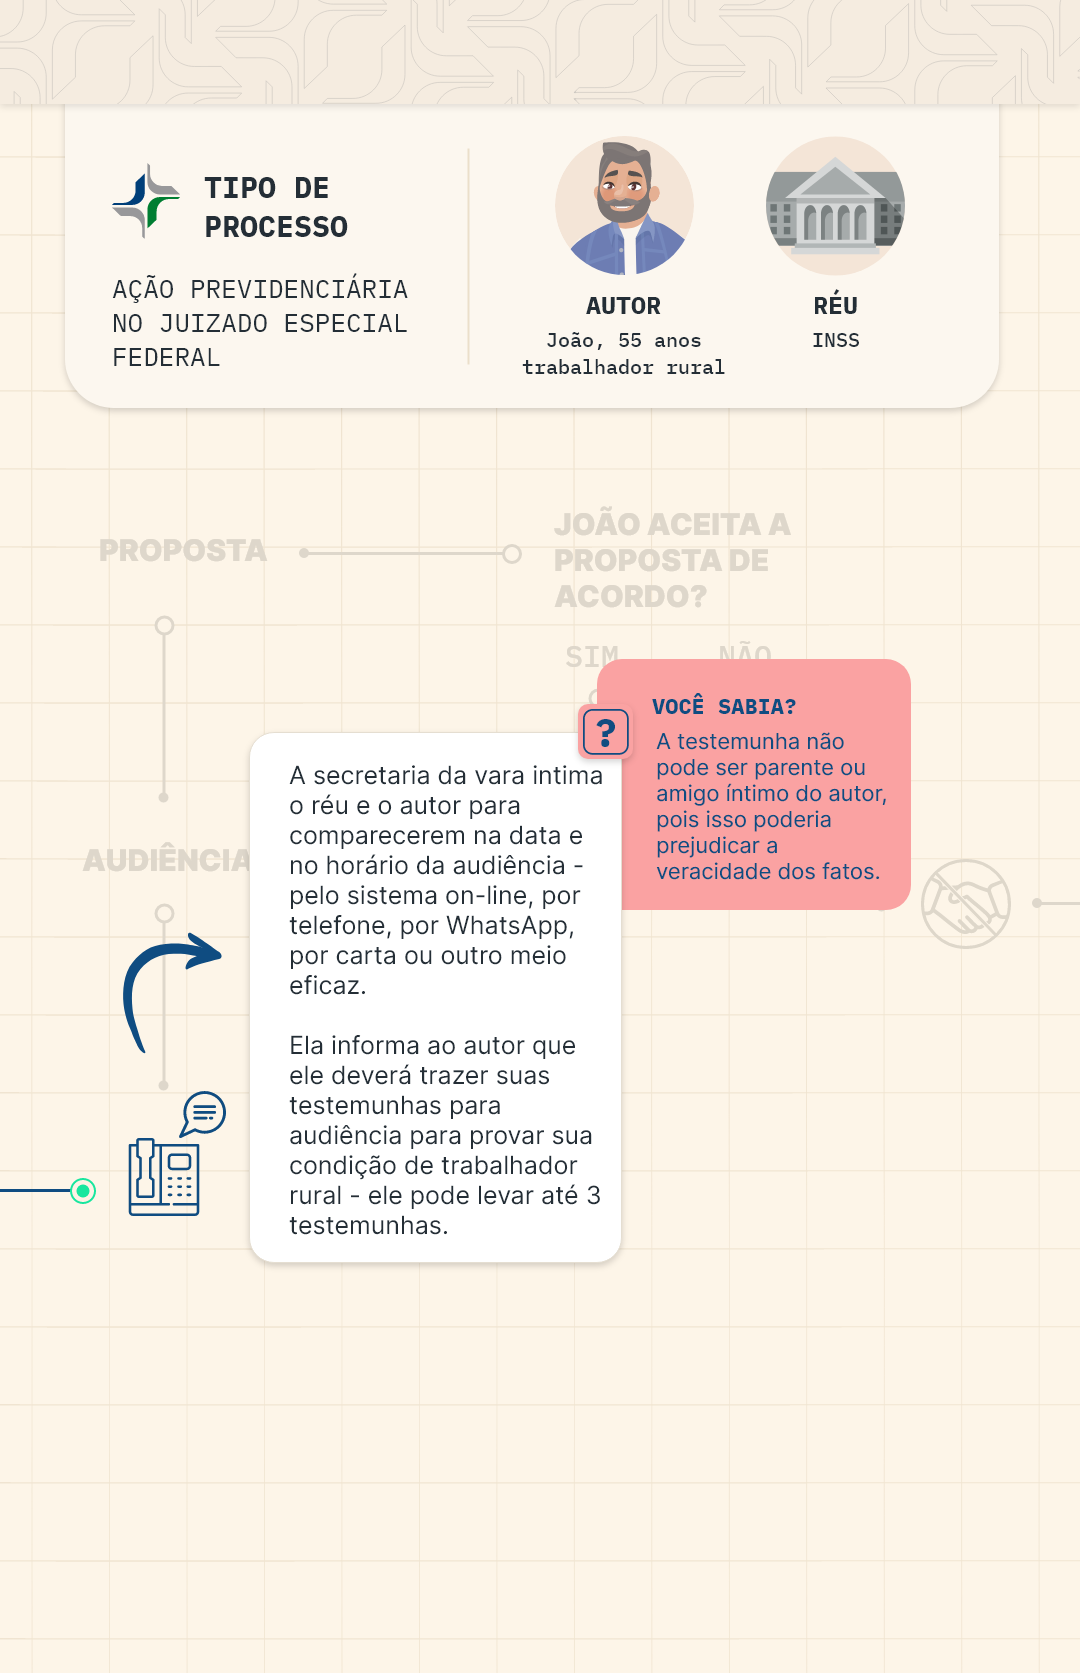 TIPO DE
PROCESSO
AÇÃO PREVIDENCIÁRIA
NO JUIZADO ESPECIAL
FEDERAL
AUTOR
João, 55 anos
trabalhador rural
RÉU
INSS
PROPOSTA
JOÃO ACEITA A
PROPOSTA DE
ACORDO?
SIM
NÃO
VOCÊ SABIA?
A testemunha não
pode ser parente ou
amigo íntimo do autor,
pois isso poderia
prejudicar a
veracidade dos fatos.
?
AUDIÊNCIA
A secretaria da vara intima
o réu e o autor para
comparecerem na data e
no horário da audiência -
pelo sistema on-line, por
telefone, por WhatsApp,
por carta ou outro meio
eficaz.
Ela informa ao autor que
ele deverá trazer suas
testemunhas para
audiência para provar sua
condição de trabalhador
rural - ele pode levar até 3
testemunhas.